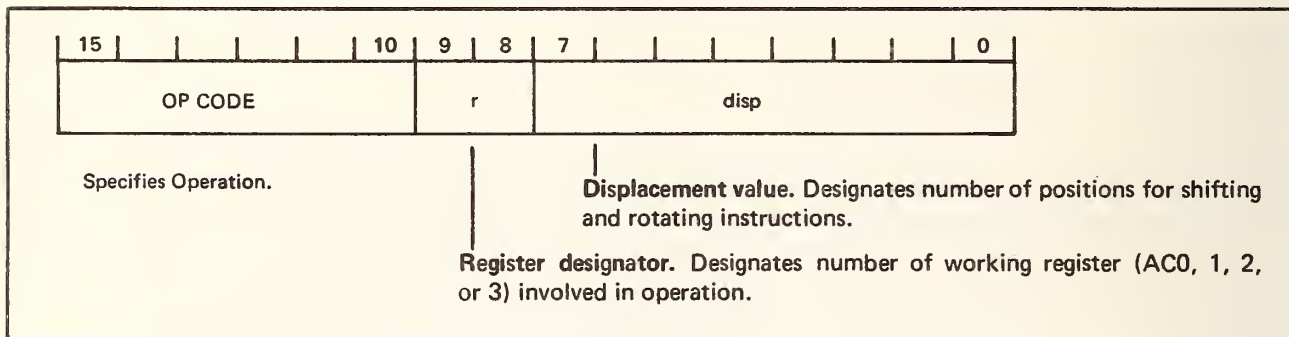 15 10 9 8 7 0
OP CODE r disp
Specifies Operation.
Displacement value. Designates number of positions for shifting
and rotating instructions.
Register designator. Designates number of working register (AC0, 1, 2,
or 3) involved in operation.